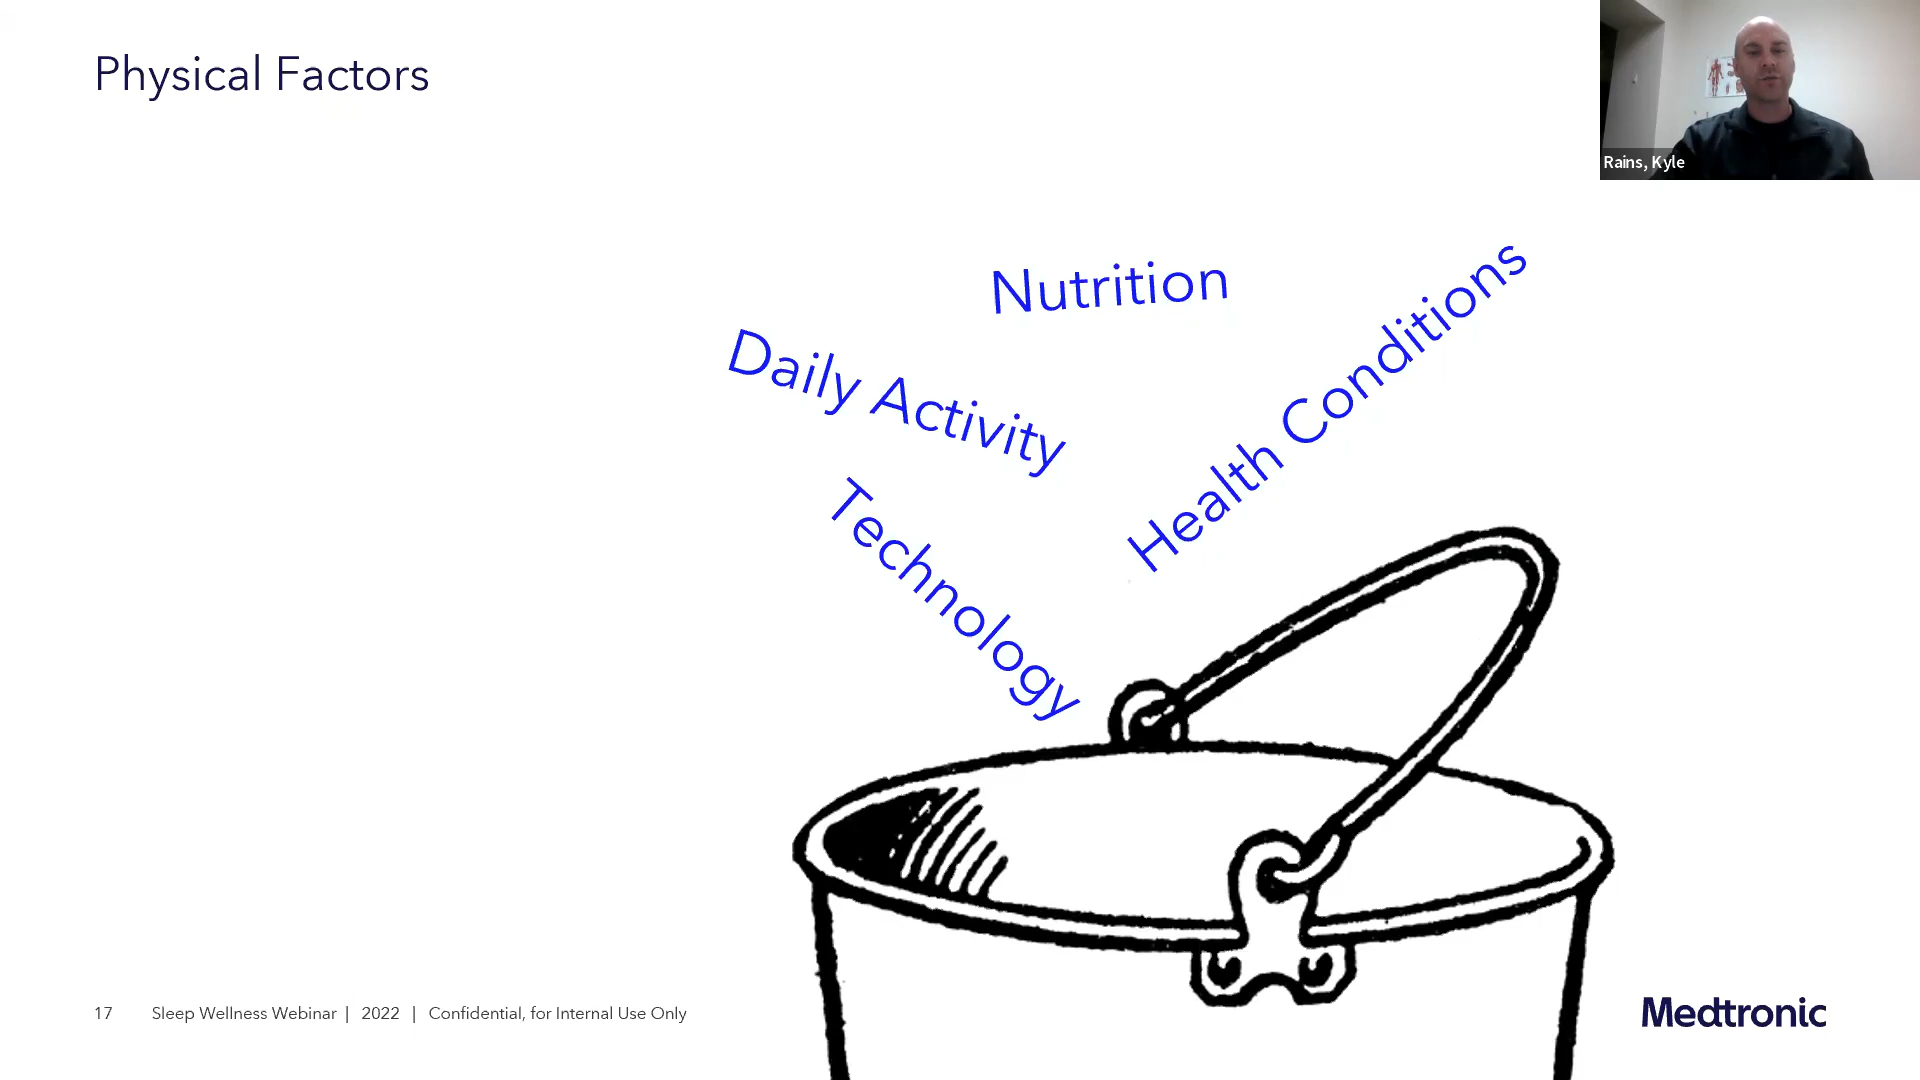 Physical Factors
Rains, Kyle
Nutrition
Daily Activity
Health Conditions
Technology
17 Sleep Wellness Webinar | 2022 | Confidential, for Internal Use Only
Medtronic